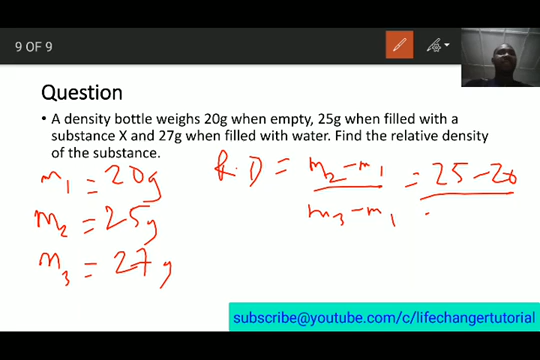 9 OF 9
Question
• A density bottle weighs 20g when empty, 25g when filled with a
substance X and 27g when filled with water. Find the relative density
of the substance.
m1 = 20g
m2 = 25g
m3 = 27g
R.D = m2 - m1 = 25 - 20
m3 - m1
subscribe@youtube.com/c/lifechangertutorial